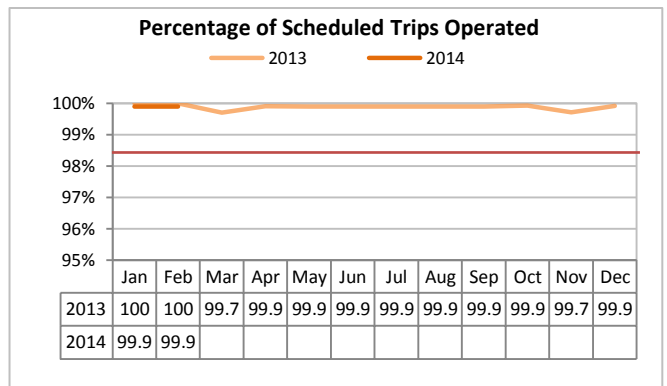 Percentage of Scheduled Trips Operated
2013 2014
100%
99%
98%
97%
96%
95%
Jan Feb Mar Apr May Jun Jul Aug Sep Oct Nov Dec
2013 100 100 99.7 99.9 99.9 99.9 99.9 99.9 99.9 99.9 99.7 99.9
2014 99.9 99.9